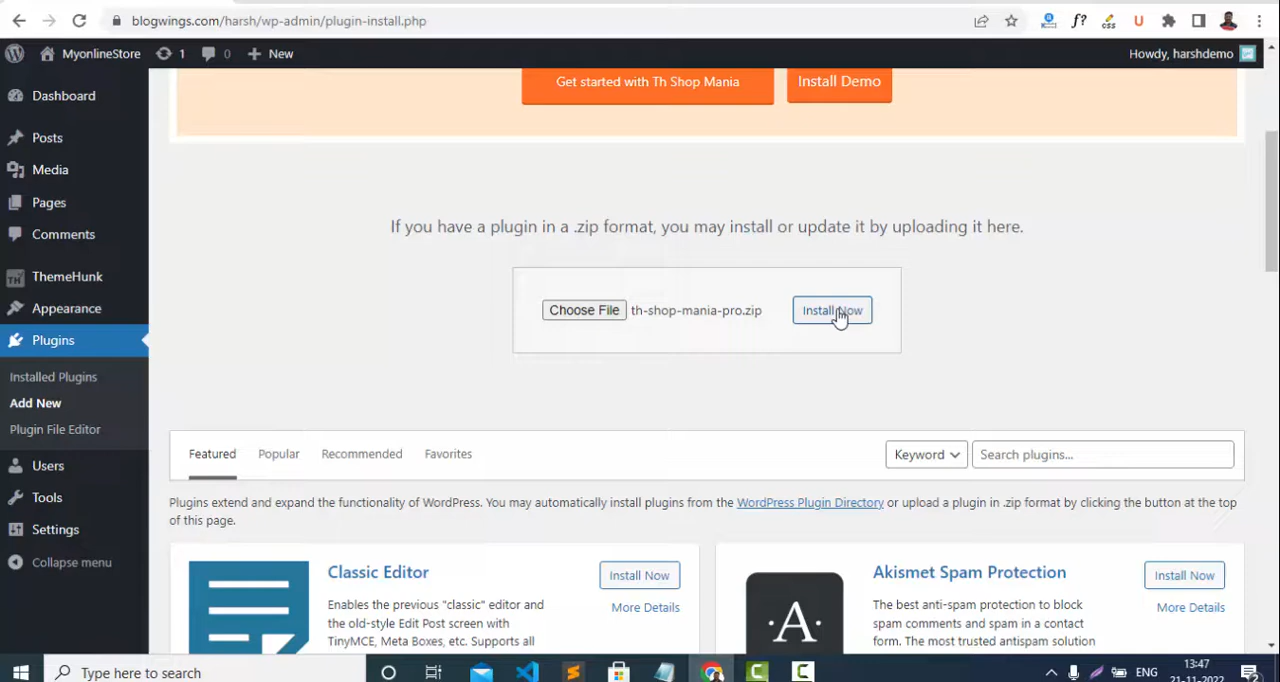 blogwings.com/harsh/wp-admin/plugin-install.php
f?
css
U
MyonlineStore
1
0
New
Howdy, harshdemo
Dashboard
Posts
Media
Pages
Comments
TH
ThemeHunk
Appearance
Plugins
Installed Plugins
Add New
Plugin File Editor
Users
Tools
Settings
Collapse menu
Get started with Th Shop Mania
Install Demo
If you have a plugin in a .zip format, you may install or update it by uploading it here.
Choose File th-shop-mania-pro.zip
Install Now
Featured Popular Recommended Favorites
Keyword
Search plugins...
Plugins extend and expand the functionality of WordPress. You may automatically install plugins from the WordPress Plugin Directory or upload a plugin in .zip format by clicking the button at the top
of this page.
Classic Editor
Install Now
More Details
Enables the previous "classic" editor and
the old-style Edit Post screen with
TinyMCE, Meta Boxes, etc. Supports all
·A·
Akismet Spam Protection
Install Now
More Details
The best anti-spam protection to block
spam comments and spam in a contact
form. The most trusted antispam solution
Type here to search
ENG
13:47
21-11-2022
2